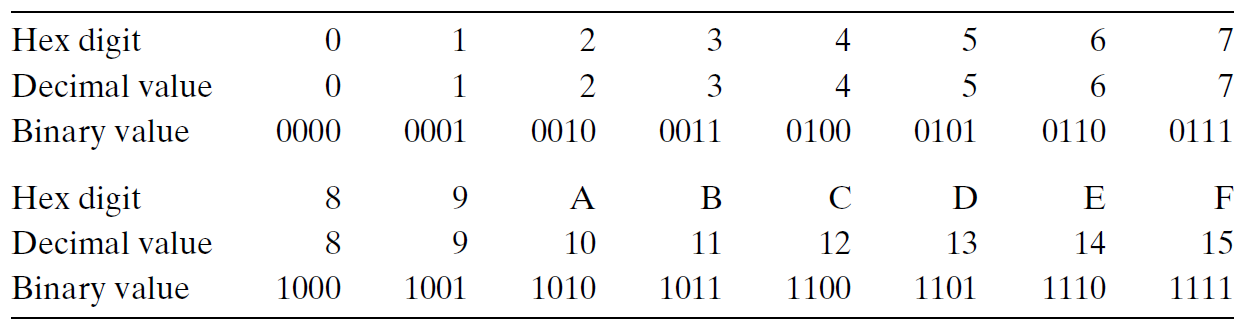 Hex digit 0 1 2 3 4 5 6 7
Decimal value 0 1 2 3 4 5 6 7
Binary value 0000 0001 0010 0011 0100 0101 0110 0111
Hex digit 8 9 A B C D E F
Decimal value 8 9 10 11 12 13 14 15
Binary value 1000 1001 1010 1011 1100 1101 1110 1111